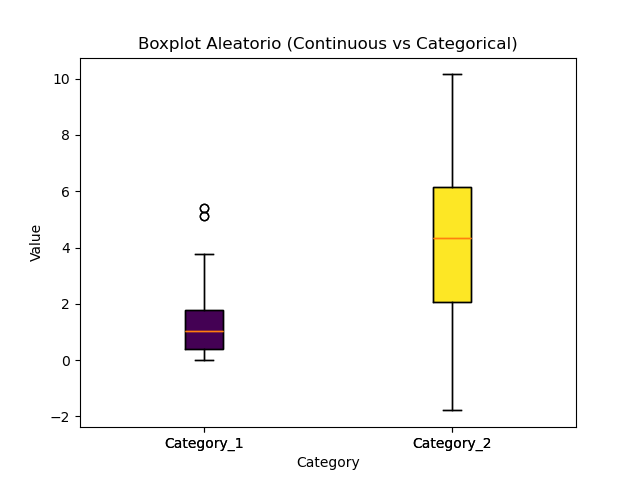 Boxplot Aleatorio (Continuous vs Categorical)
10
8
6
4
2
0
−2
Value
Category_1
Category_2
Category